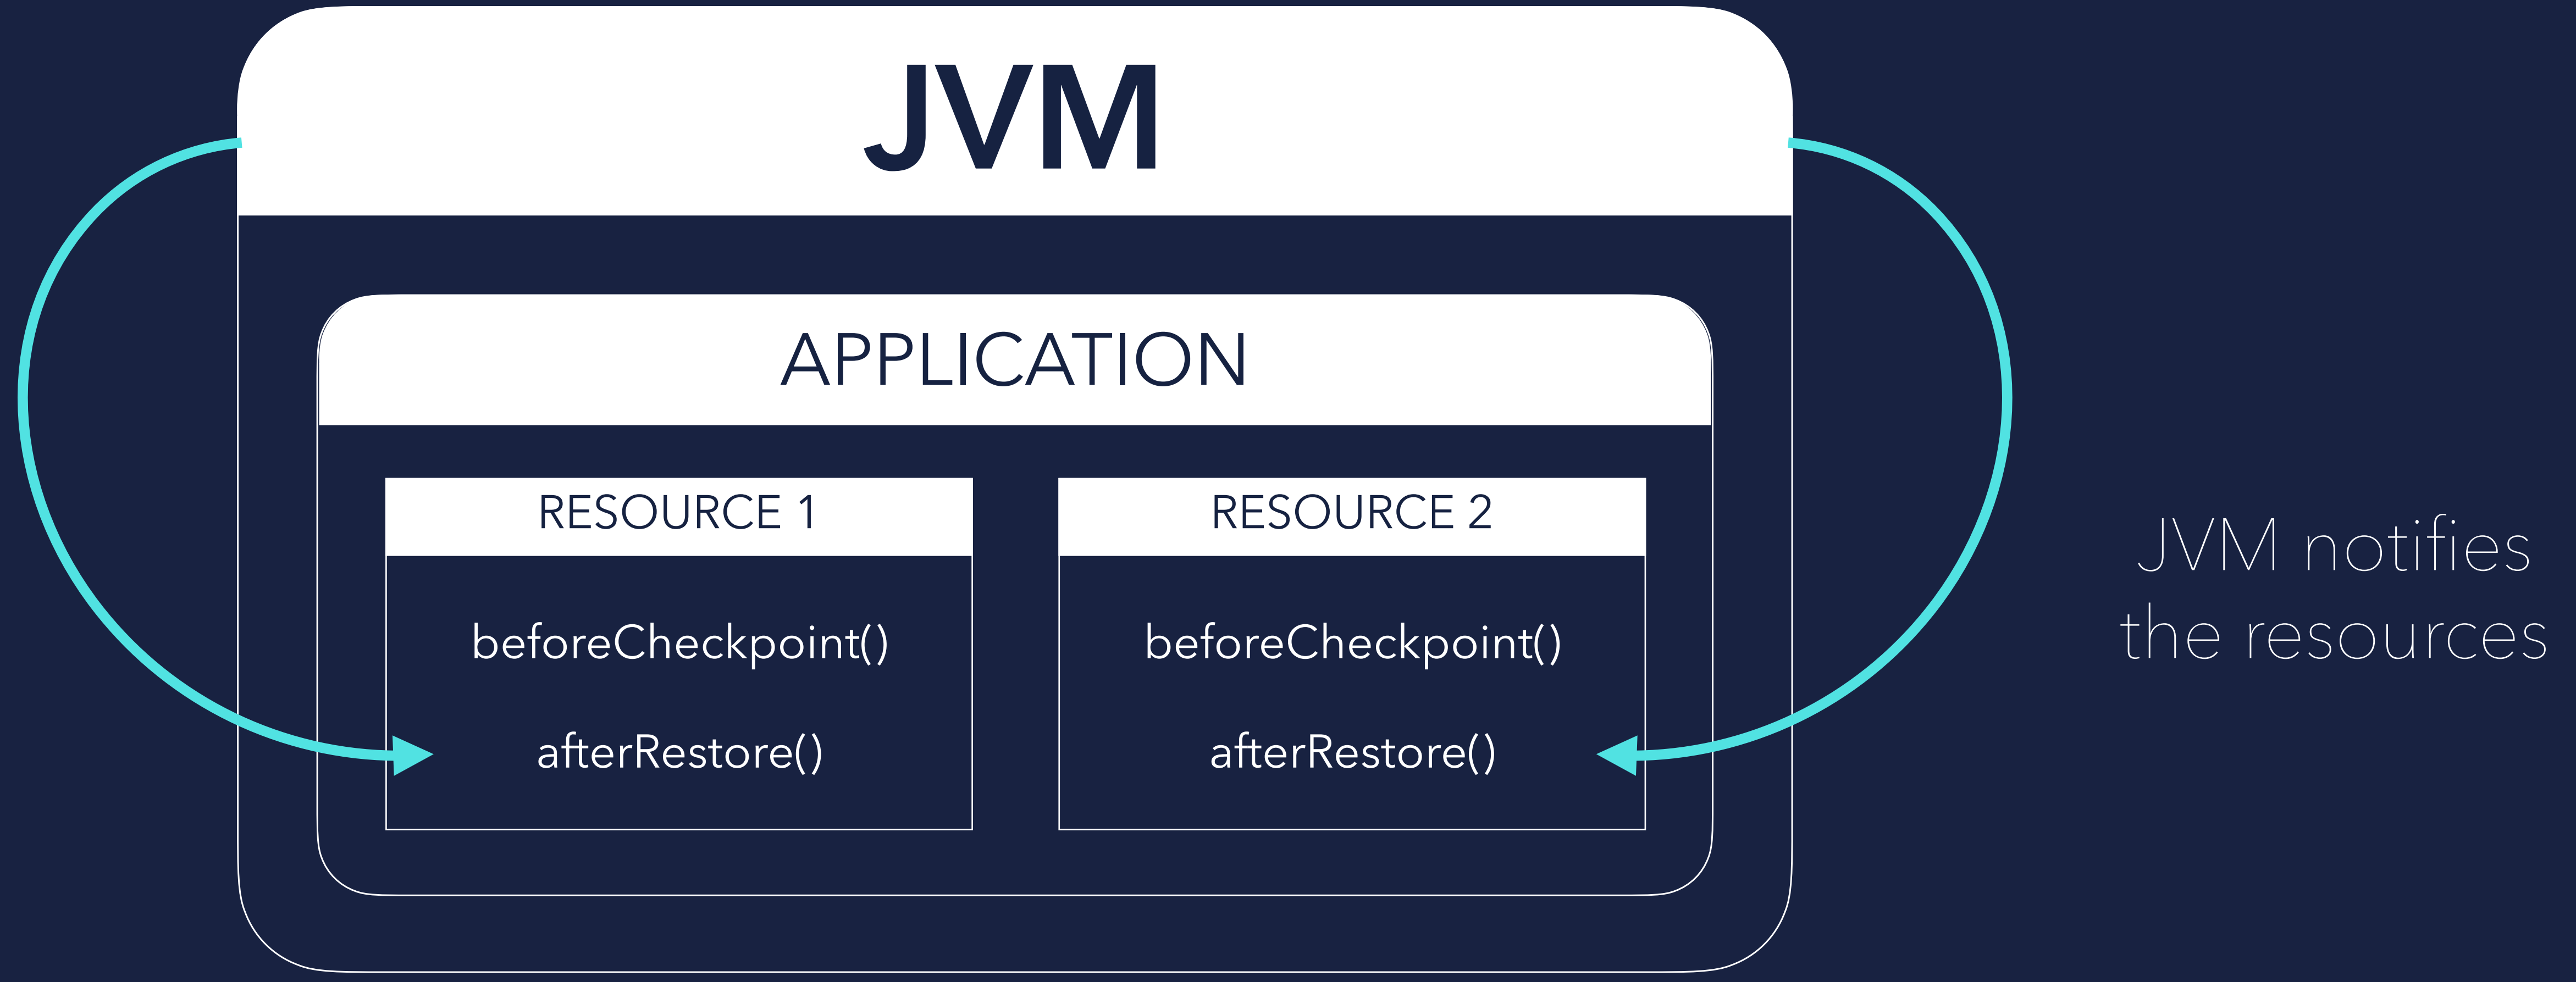 JVM
APPLICATION
RESOURCE 1
beforeCheckpoint()
afterRestore()
RESOURCE 2
beforeCheckpoint()
afterRestore()
JVM notifies
the resources